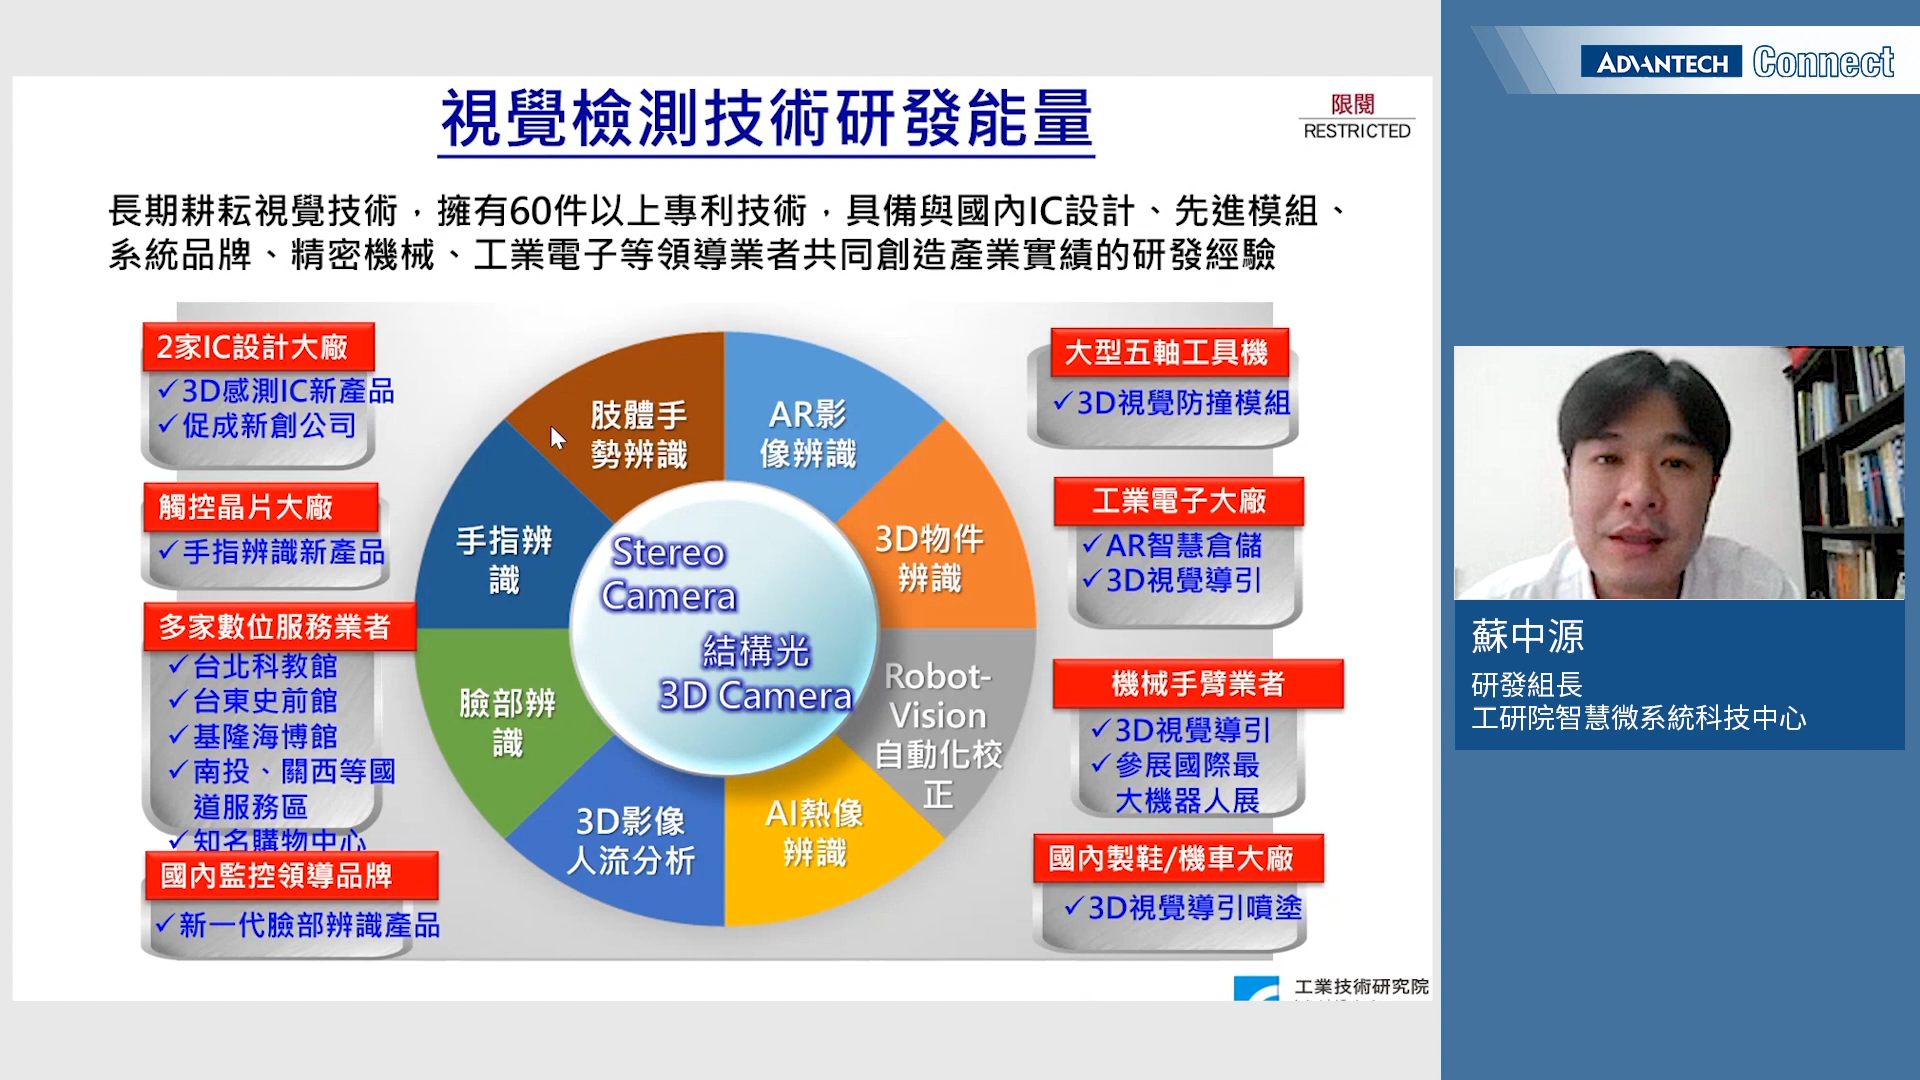 視覺檢測技術研發能量
限閱
RESTRICTED
長期耕耘視覺技術，擁有60件以上專利技術，具備與國內IC設計、先進模組、
系統品牌、精密機械、工業電子等領導業者共同創造產業實績的研發經驗
2家IC設計大廠
✓3D感測IC新產品
✓促成新創公司
觸控晶片大廠
✓手指辨識新產品
多家數位服務業者
✓台北科教館
✓台東史前館
✓基隆海博館
✓南投、關西等國
道服務區
✓知名購物中心
國內監控領導品牌
✓新一代臉部辨識產品
肢體手
勢辨識
AR影
像辨識
手指辨
識
3D物件
辨識
Stereo
Camera
結構光
3D Camera
臉部辨
識
Robot-
Vision
自動化校
正
3D影像
人流分析
AI熱像
辨識
大型五軸工具機
✓3D視覺防撞模組
工業電子大廠
✓AR智慧倉儲
✓3D視覺導引
機械手臂業者
✓3D視覺導引
✓參展國際最
大機器人展
國內製鞋/機車大廠
✓3D視覺導引噴塗
工業技術研究院
ADVANTECH Connect
蘇中源
研發組長
工研院智慧微系統科技中心